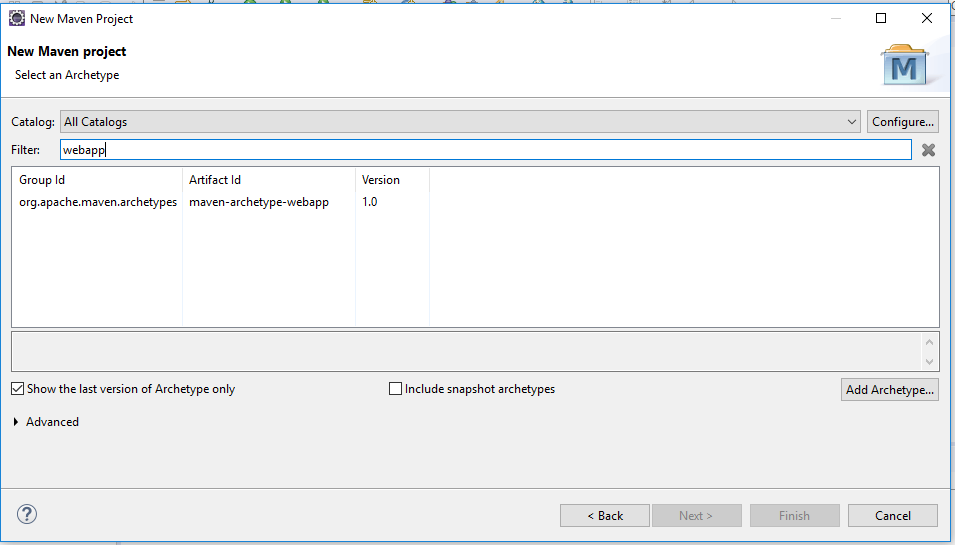 New Maven Project
New Maven project
Select an Archetype
M
Catalog: All Catalogs Configure...
Filter: webapp
Group Id Artifact Id Version
org.apache.maven.archetypes maven-archetype-webapp 1.0
Show the last version of Archetype only Include snapshot archetypes Add Archetype...
Advanced
? < Back Next > Finish Cancel